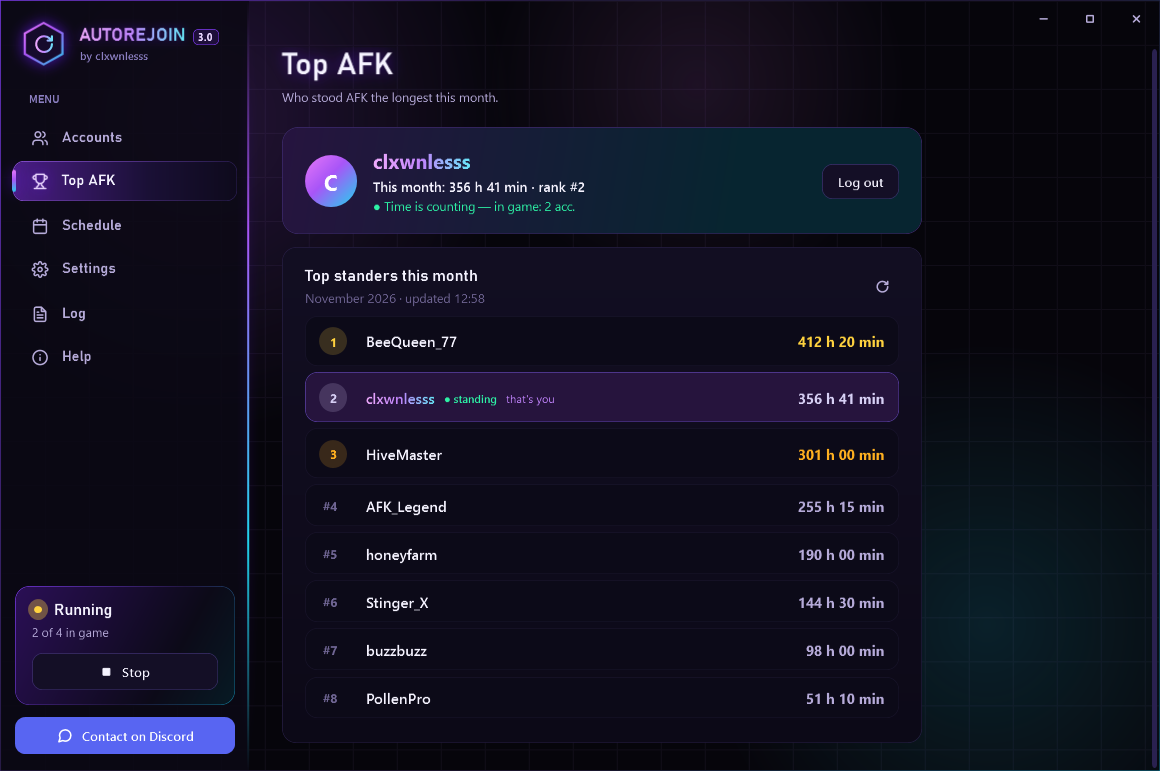 AUTOREJOIN 3.0
by clxwnlesss
MENU
Accounts
Top AFK
Schedule
Settings
Log
Help
Running
2 of 4 in game
Stop
Contact on Discord
Top AFK
Who stood AFK the longest this month.
C
clxwnlesss
This month: 356 h 41 min · rank #2
● Time is counting — in game: 2 acc.
Log out
Top standers this month
November 2026 · updated 12:58
1 BeeQueen_77 412 h 20 min
2 clxwnlesss ● standing that's you 356 h 41 min
3 HiveMaster 301 h 00 min
#4 AFK_Legend 255 h 15 min
#5 honeyfarm 190 h 00 min
#6 Stinger_X 144 h 30 min
#7 buzzbuzz 98 h 00 min
#8 PollenPro 51 h 10 min